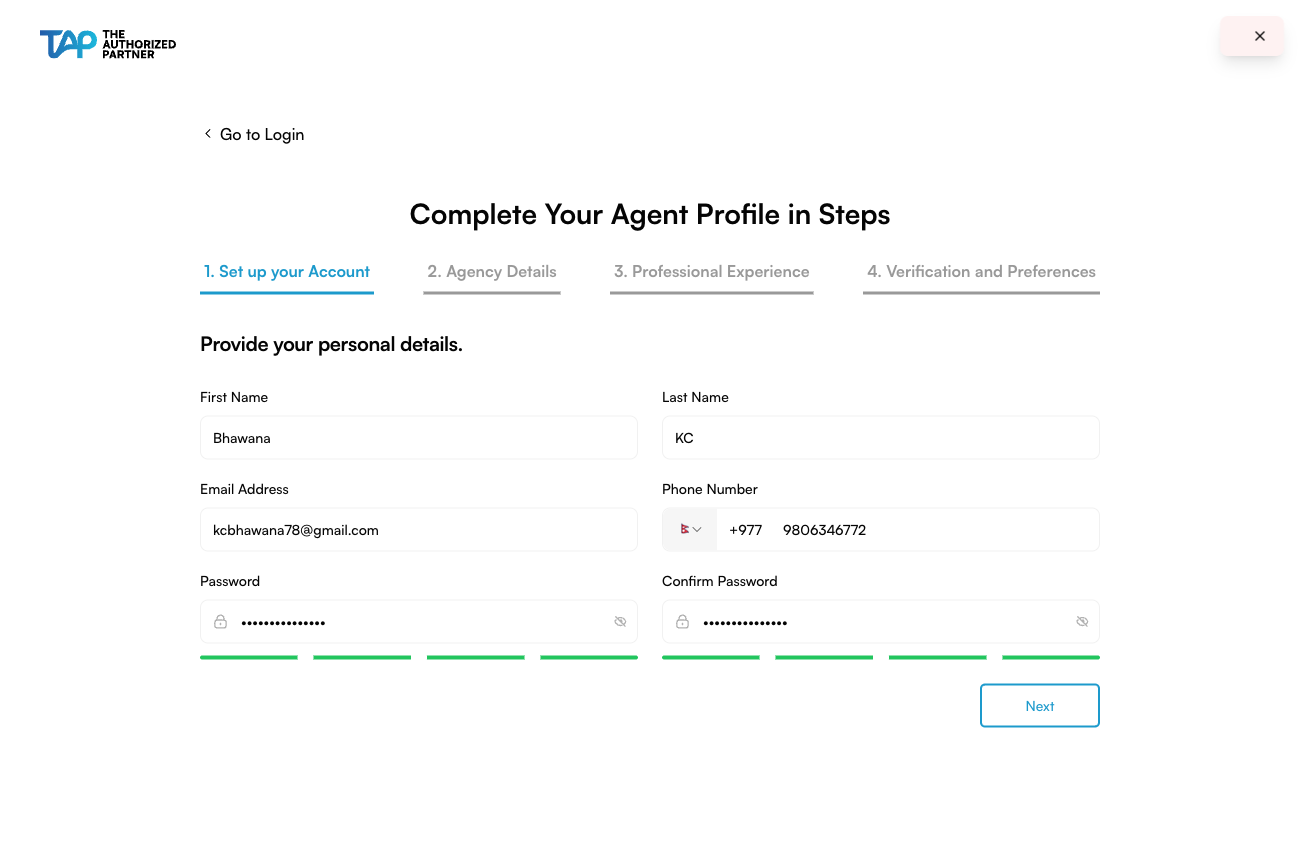 TAP THE
AUTHORIZED
PARTNER
Go to Login
Complete Your Agent Profile in Steps
1. Set up your Account 2. Agency Details 3. Professional Experience 4. Verification and Preferences
Provide your personal details.
First Name Last Name
Bhawana KC
Email Address Phone Number
kcbhawana78@gmail.com +977 9806346772
Password Confirm Password
••••••••••••••• •••••••••••••••
Next